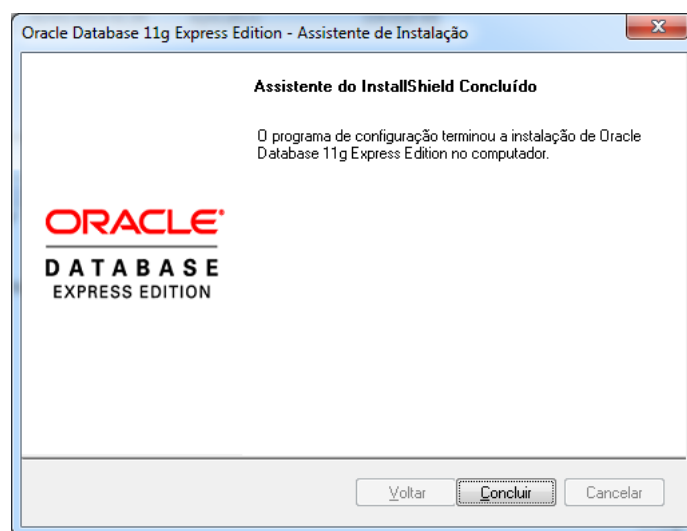 Oracle Database 11g Express Edition - Assistente de Instalação
Assistente do InstallShield Concluído
O programa de configuração terminou a instalação de Oracle
Database 11g Express Edition no computador.
ORACLE®
DATABASE
EXPRESS EDITION
Voltar
Concluir
Cancelar